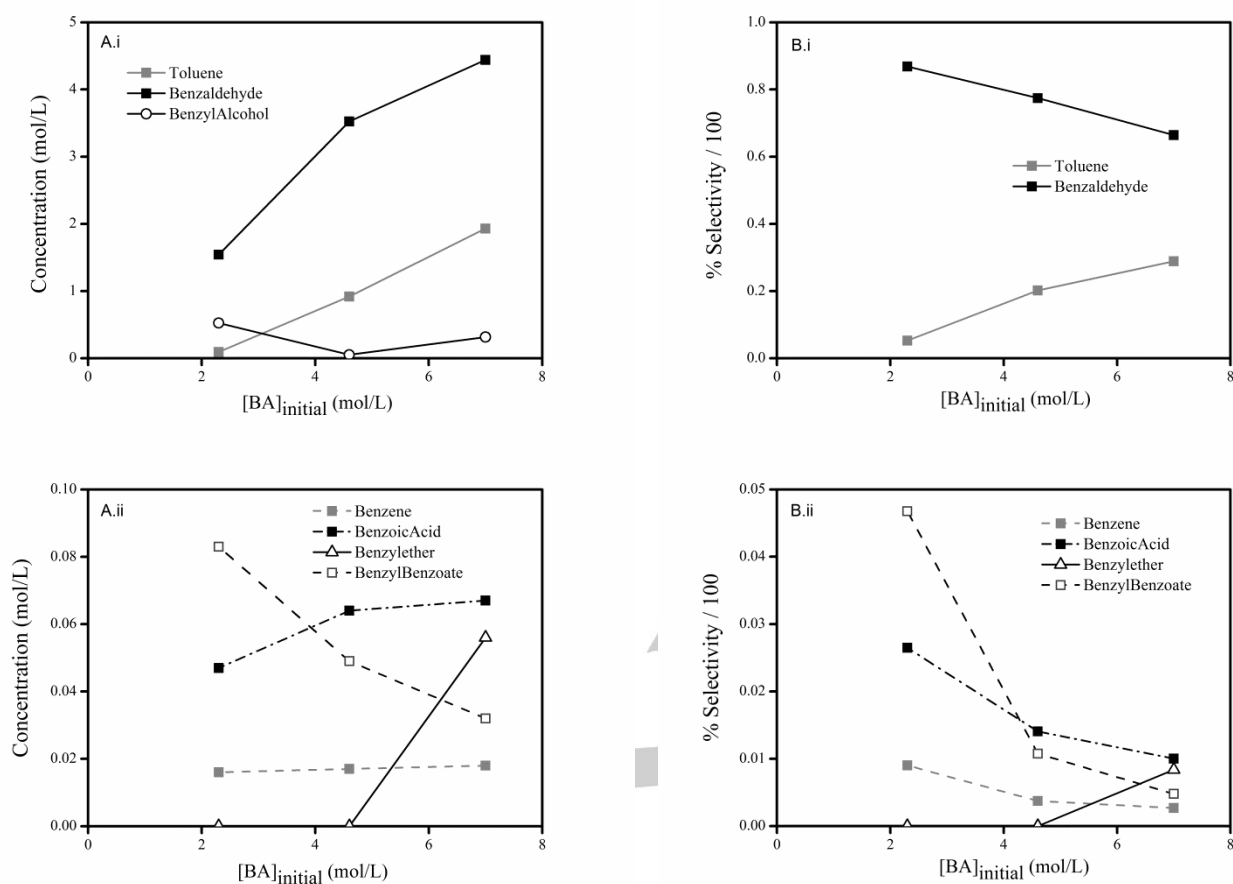 A.i
Toluene
Benzaldehyde
BenzylAlcohol
Concentration (mol/L)
5
4
3
2
1
0
0 2 4 6 8
[BA]initial (mol/L)
B.i
Toluene
Benzaldehyde
% Selectivity / 100
1.0
0.8
0.6
0.4
0.2
0.0
0 2 4 6 8
[BA]initial (mol/L)
A.ii
Benzene
BenzoicAcid
Benzylether
BenzylBenzoate
Concentration (mol/L)
0.10
0.08
0.06
0.04
0.02
0.00
0 2 4 6 8
[BA]initial (mol/L)
B.ii
Benzene
BenzoicAcid
Benzylether
BenzylBenzoate
% Selectivity / 100
0.05
0.04
0.03
0.02
0.01
0.00
0 2 4 6 8
[BA]initial (mol/L)